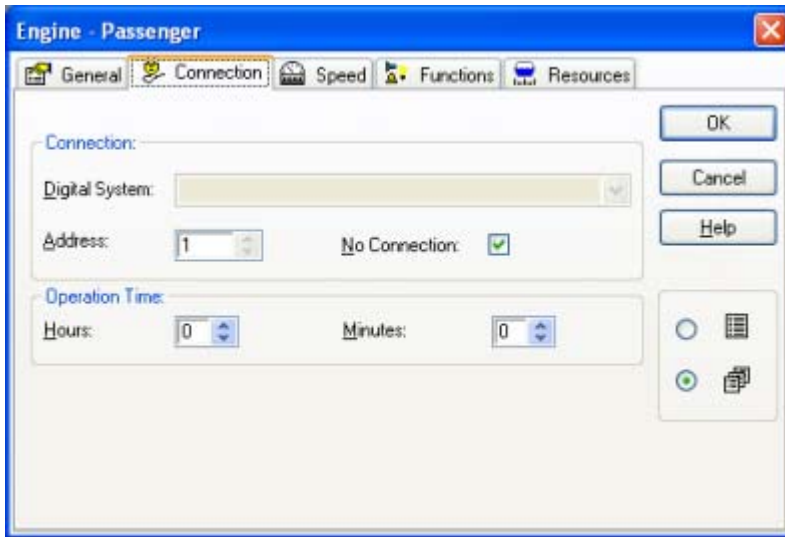 Engine - Passenger
General Connection Speed Functions Resources
OK
Connection:
Digital System:
Cancel
Address: 1 No Connection:
Help
Operation Time:
Hours: 0 Minutes: 0